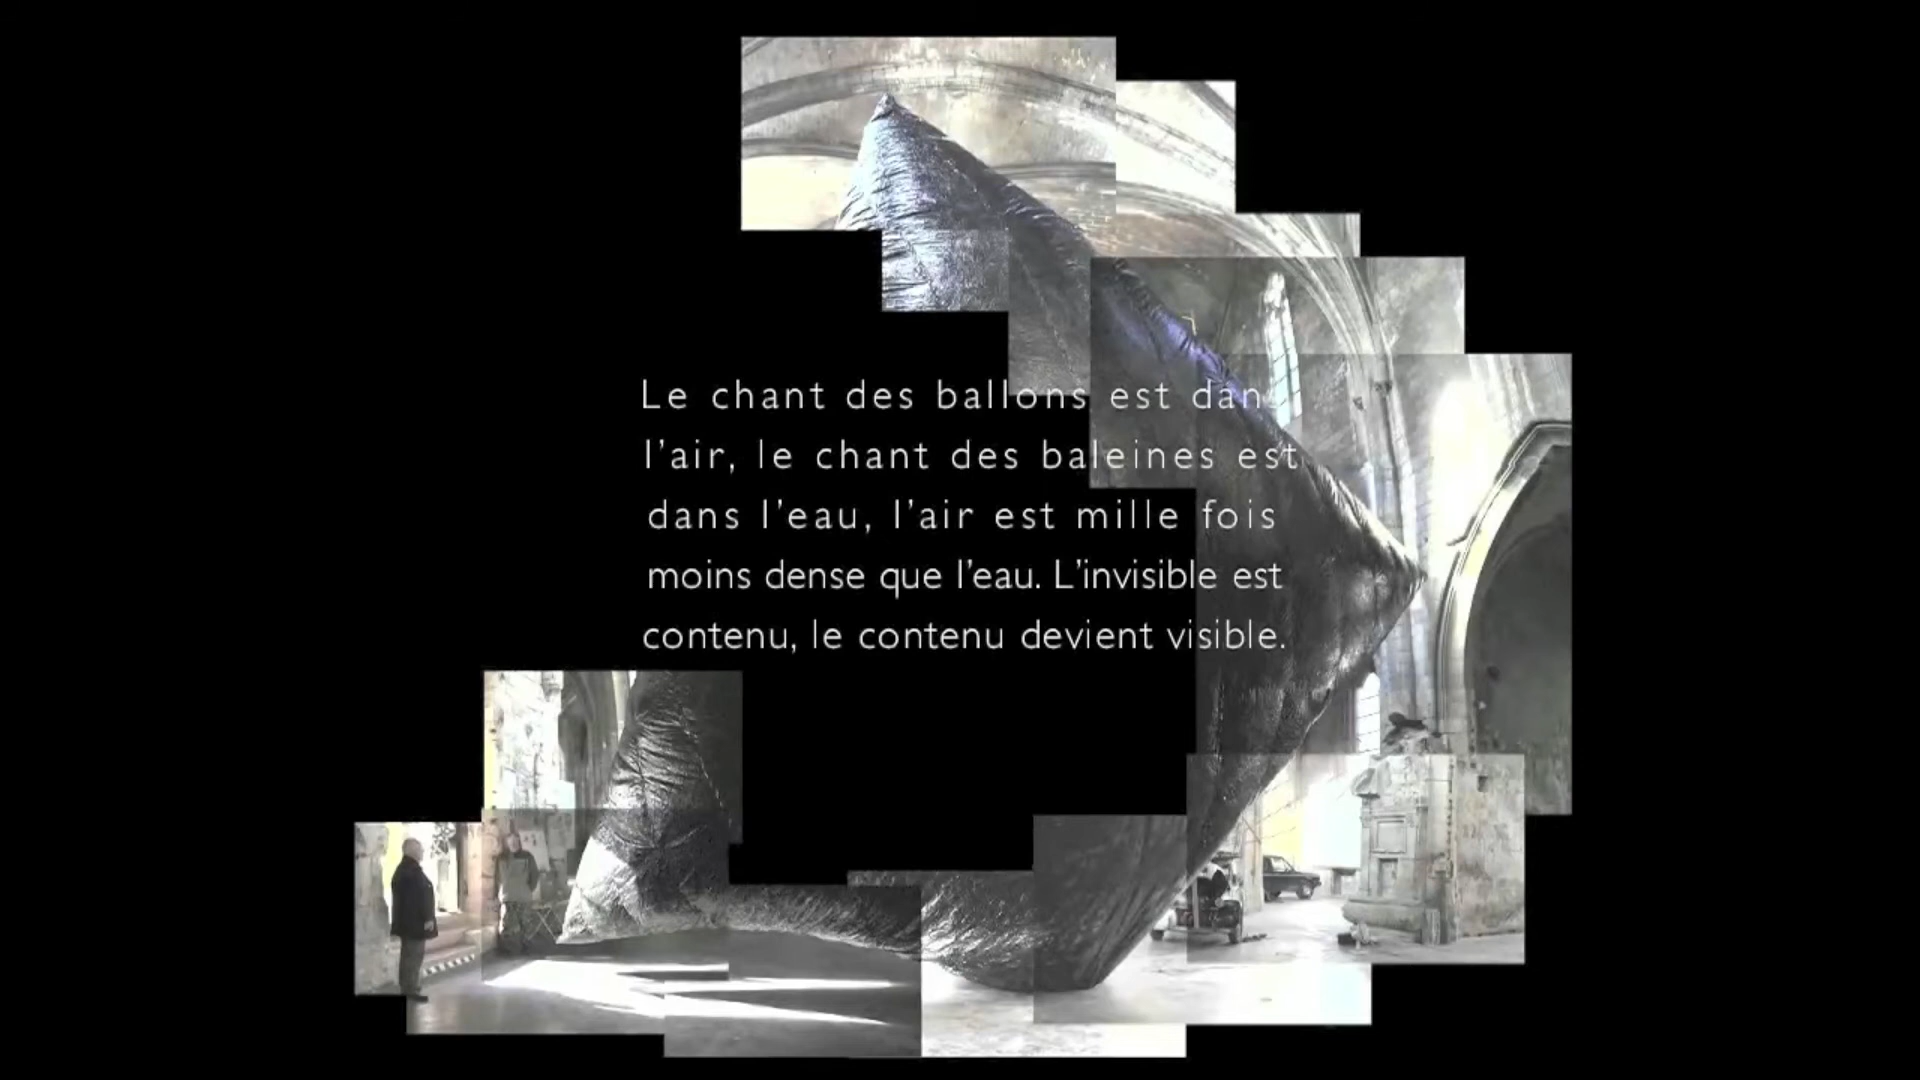 Le chant des ballons est dan
l'air, le chant des baleines est
dans l'eau, l'air est mille fois
moins dense que l'eau. L'invisible est
contenu, le contenu devient visible.